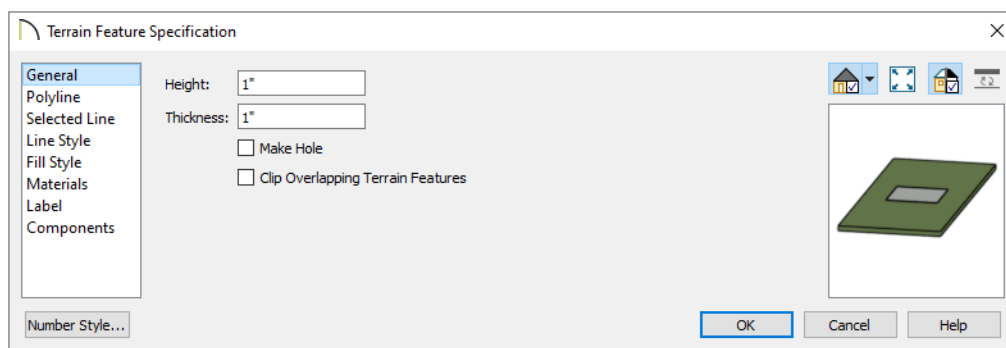 Terrain Feature Specification
General
Polyline
Selected Line
Line Style
Fill Style
Materials
Label
Components
Height: 1"
Thickness: 1"
Make Hole
Clip Overlapping Terrain Features
Number Style...
OK
Cancel
Help